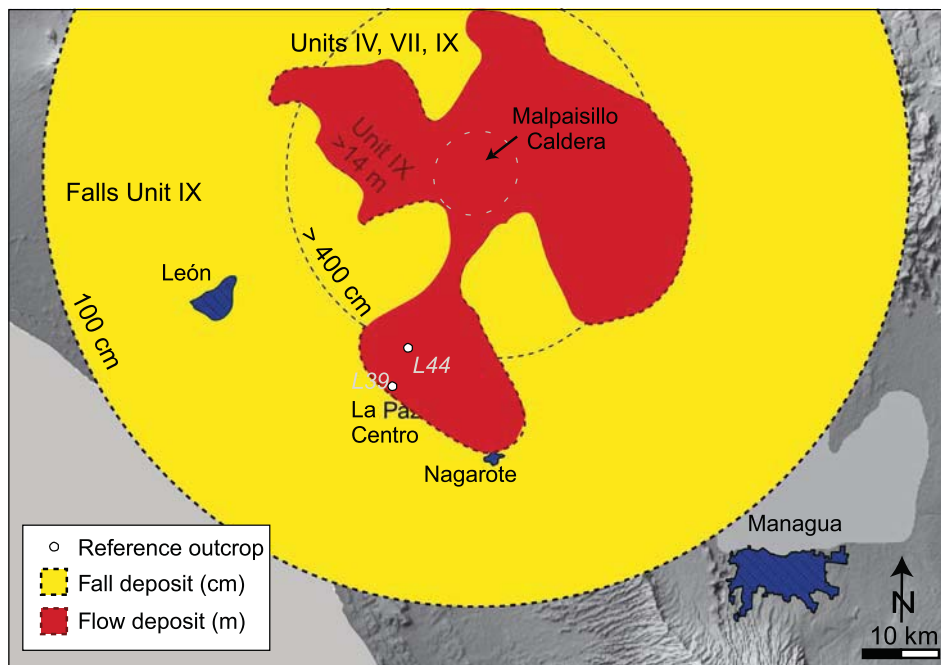 Units IV, VII, IX
Malpaisillo
Caldera
Unit IX
>14 m
Falls Unit IX
> 400 cm
León
100 cm
L44
L39
La Paz
Centro
Nagarote
Managua
Reference outcrop
Fall deposit (cm)
Flow deposit (m)
N
10 km